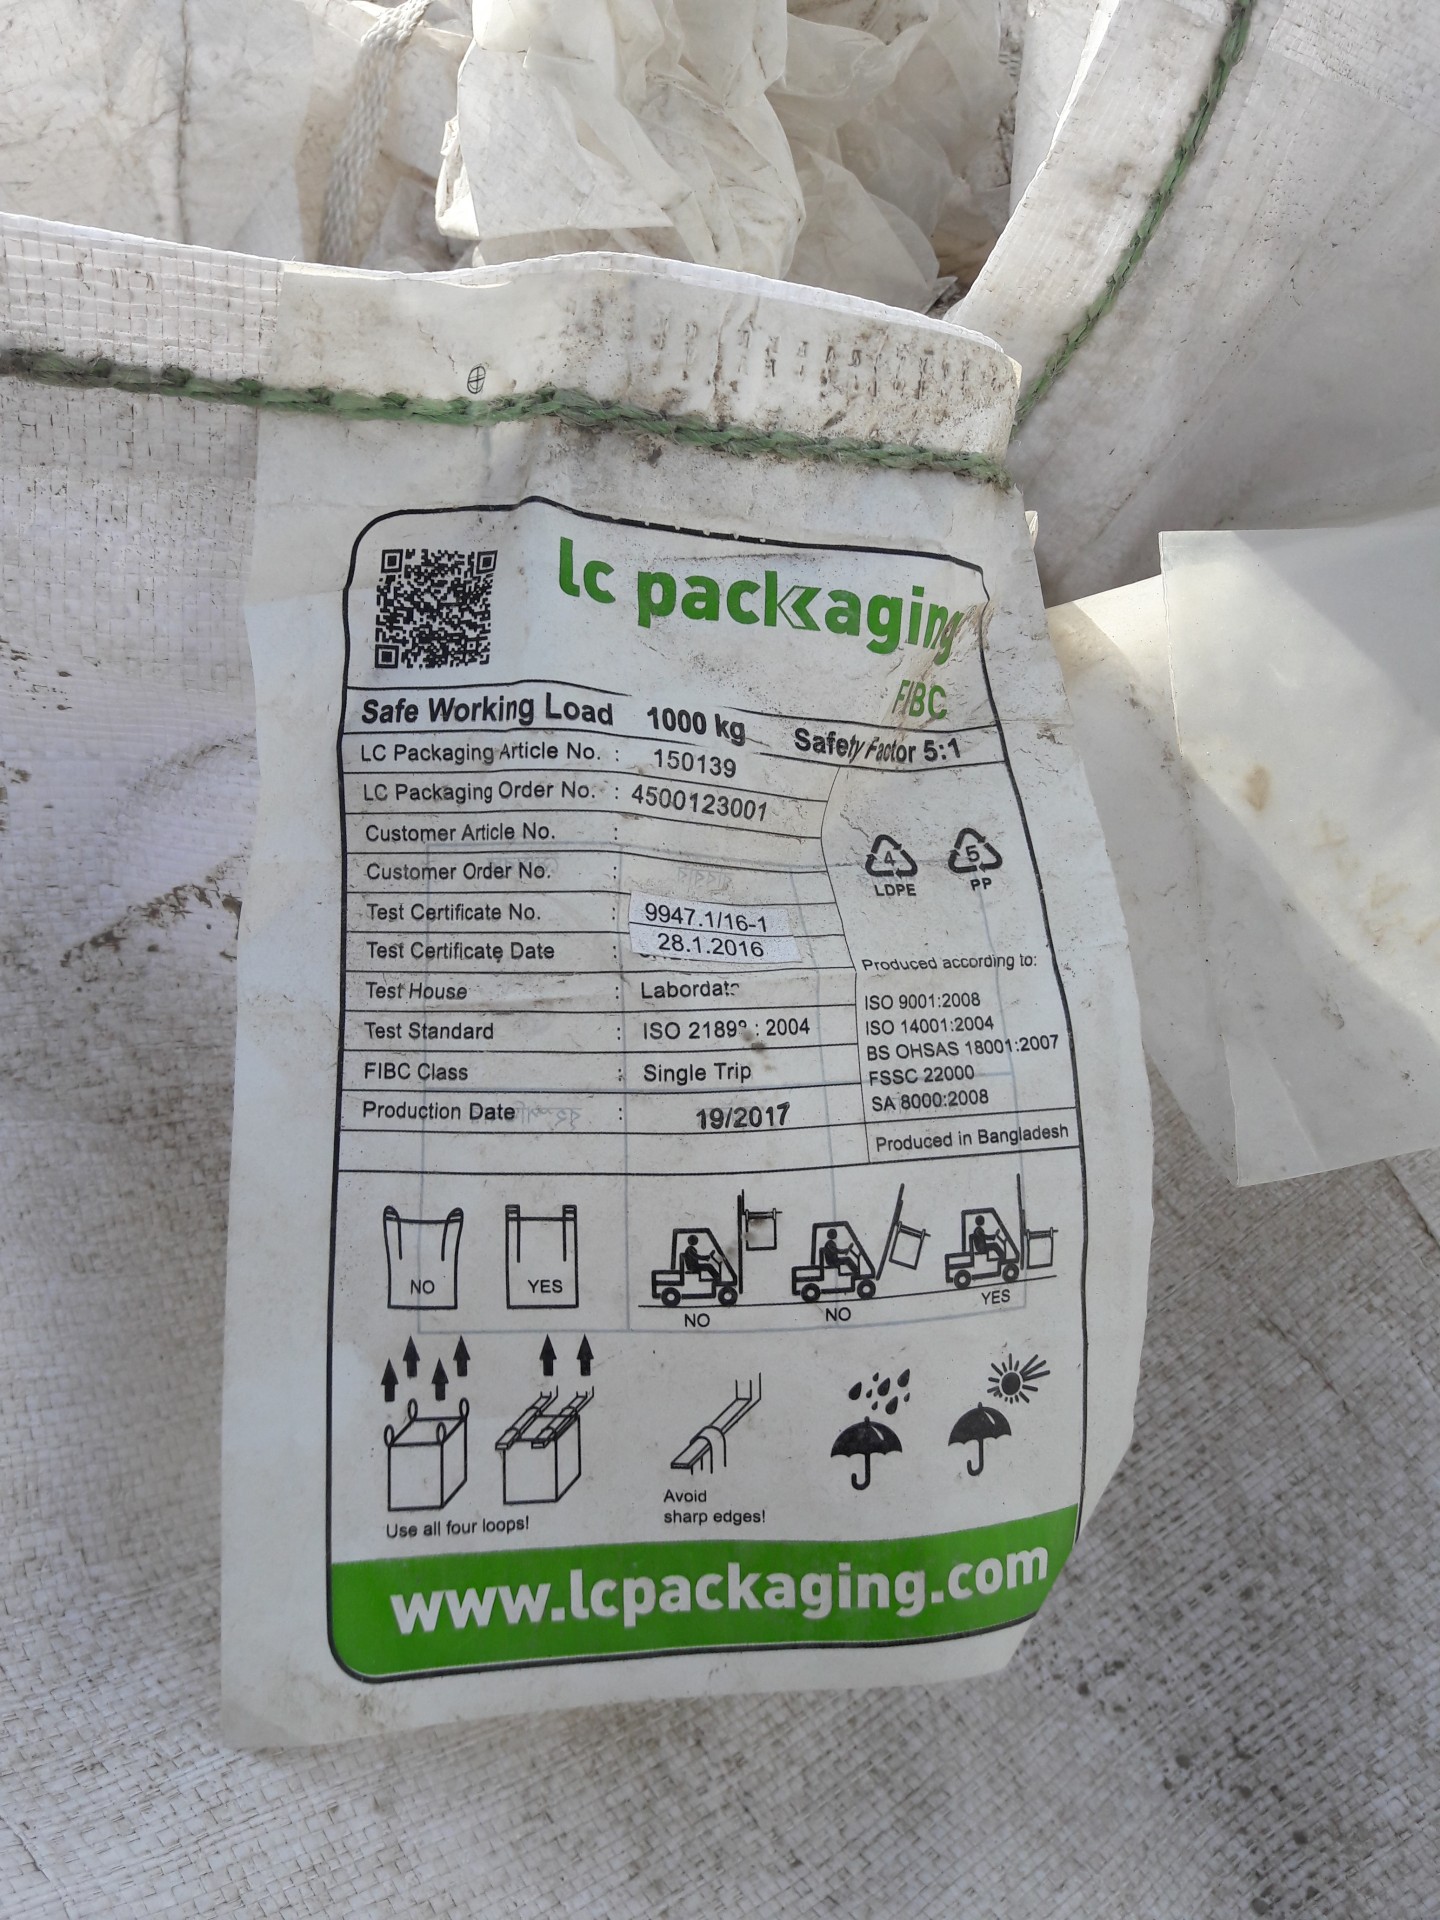 lc packaging
FIBC
Safe Working Load 1000 kg Safety Factor 5:1
LC Packaging Article No. : 150139
LC Packaging Order No. : 4500123001
Customer Article No. :
Customer Order No. :
Test Certificate No. : 9947.1/16-1
Test Certificate Date : 28.1.2016
Test House :
Test Standard : ISO : 2004
FIBC Class : Single Trip
Production Date : 19/2017
4
LDPE
5
PP
Produced according to:
ISO 9001:2008
ISO 14001:2004
BS OHSAS 18001:2007
FSSC 22000
SA 8000:2008
Produced in Bangladesh
NO
YES
NO
NO
YES
Use all four loops!
Avoid
sharp edges!
www.lcpackaging.com